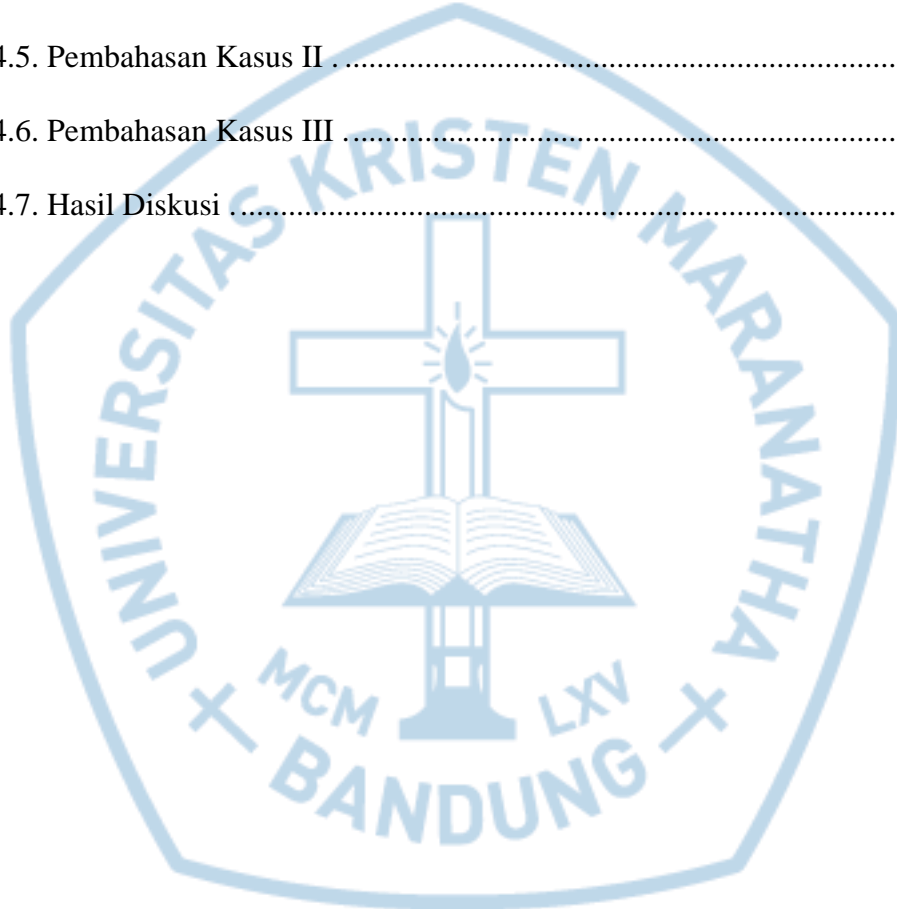 4.5. Pembahasan Kasus II . ......................................................................
4.6. Pembahasan Kasus III . .....................................................................
4.7. Hasil Diskusi . ..................................................................................
UNIVERSITAS KRISTEN MARANATHA
MCM LXV
BANDUNG